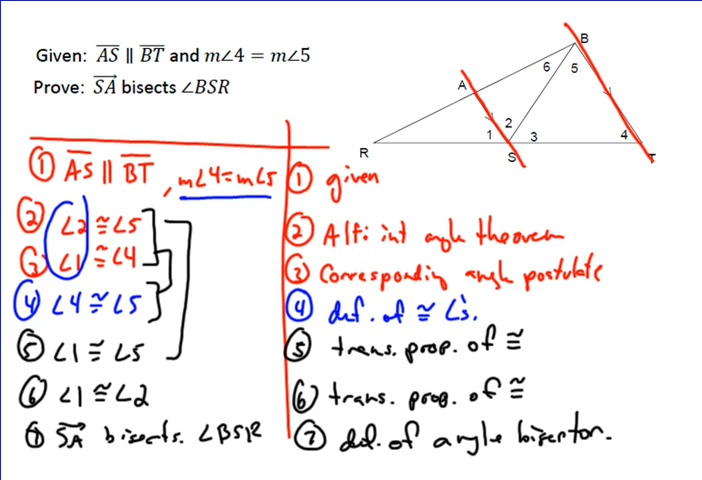 Given: AS ∥ BT and m∠4 = m∠5
Prove: SA bisects ∠BSR
B
6 5
A
2
1 3 4
R S T
① AS ∥ BT , m∠4=m∠5 ① given
② ∠2 ≅ ∠5 ② Alt. int angle theorem
③ ∠1 ≅ ∠4 ③ Corresponding angle postulate
④ ∠4 ≅ ∠5 ④ def. of ≅ ∠'s.
⑤ ∠1 ≅ ∠5 ⑤ trans. prop. of ≅
⑥ ∠1 ≅ ∠2 ⑥ trans. prop. of ≅
⑦ SA bisects. ∠BSR ⑦ def. of angle bisector.